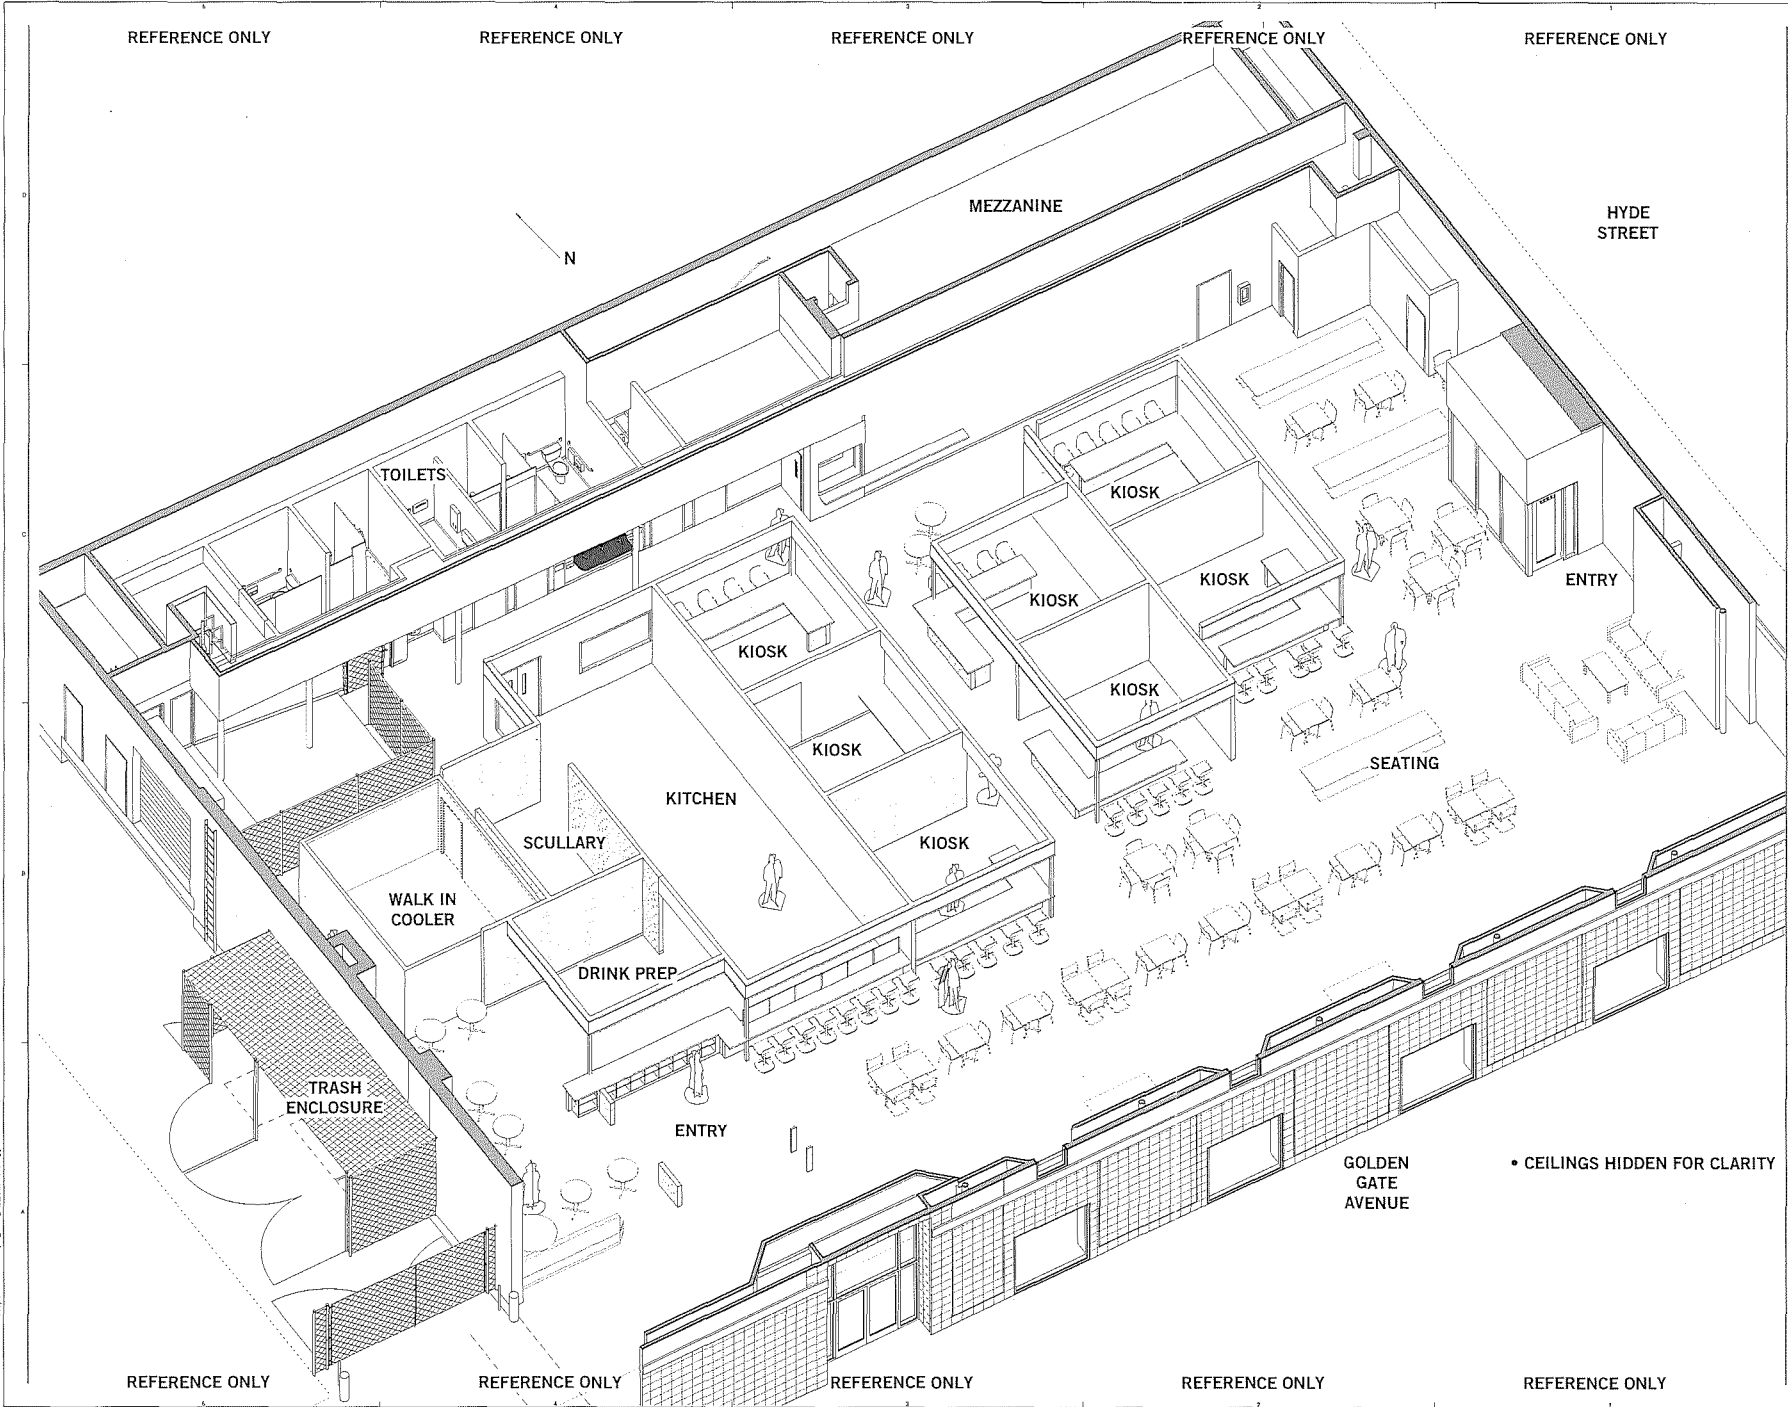 REFERENCE ONLY
REFERENCE ONLY
REFERENCE ONLY
REFERENCE ONLY
REFERENCE ONLY
MEZZANINE
HYDE
STREET
N
TOILETS
KIOSK
KIOSK
KIOSK
ENTRY
KIOSK
KIOSK
KIOSK
SEATING
KITCHEN
SCULLARY
KIOSK
WALK IN
COOLER
DRINK PREP
TRASH
ENCLOSURE
ENTRY
GOLDEN
GATE
AVENUE
• CEILINGS HIDDEN FOR CLARITY
REFERENCE ONLY
REFERENCE ONLY
REFERENCE ONLY
REFERENCE ONLY
REFERENCE ONLY